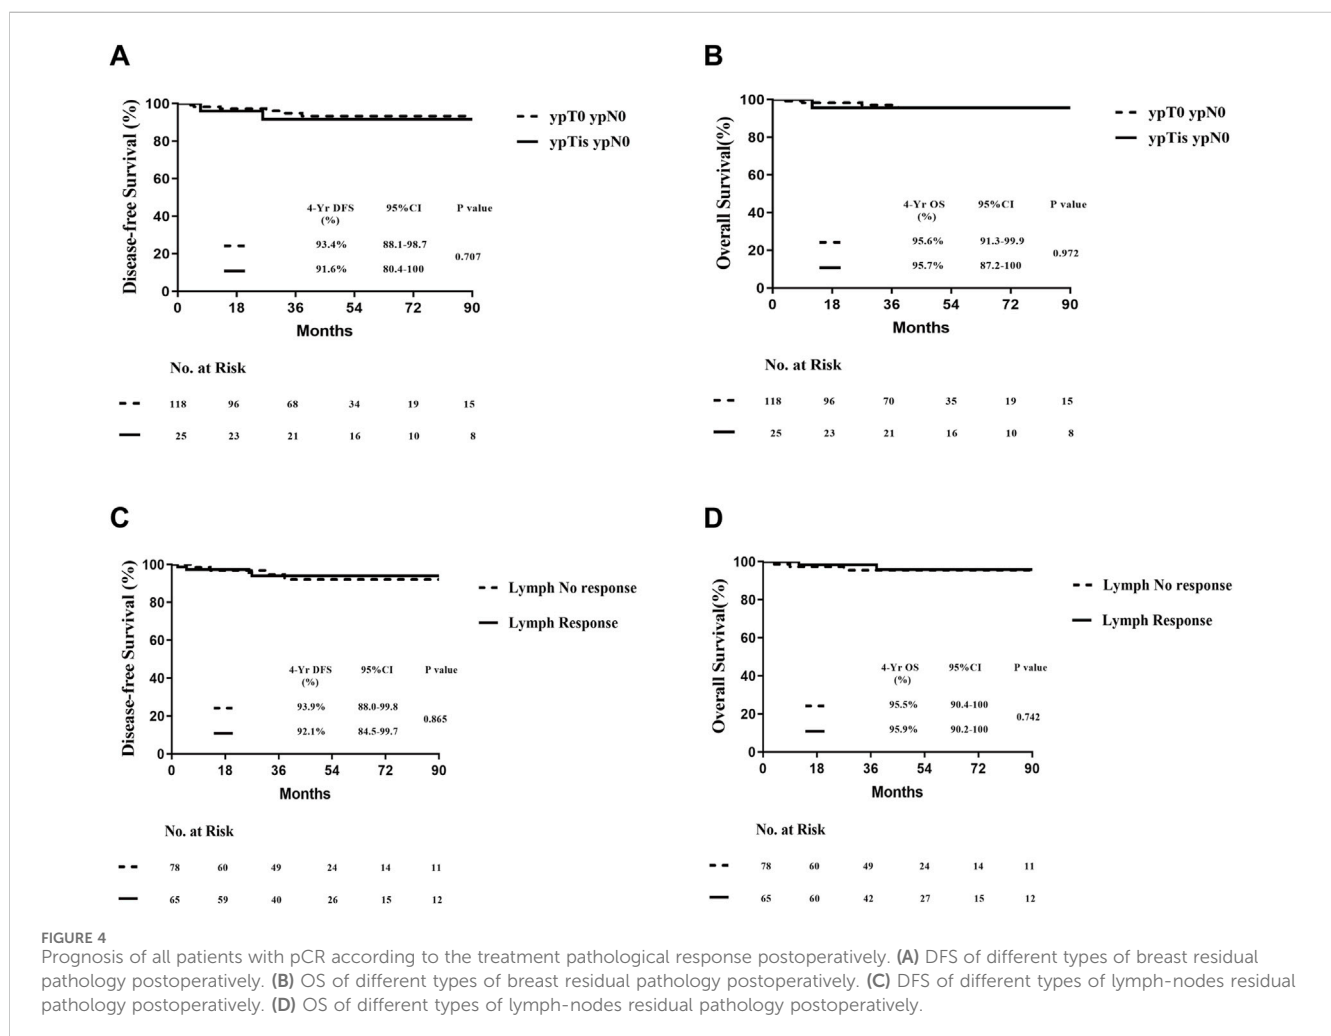 A
Disease-free Survival (%)
100
80
60
40
20
0
0 18 36 54 72 90
Months
ypT0 ypN0
ypTis ypN0
4-Yr DFS 95%CI P value
(%)
93.4% 88.1-98.7
0.707
91.6% 80.4-100
No. at Risk
118 96 68 34 19 15
25 23 21 16 10 8
B
Overall Survival(%)
100
80
60
40
20
0
0 18 36 54 72 90
Months
ypT0 ypN0
ypTis ypN0
4-Yr OS 95%CI P value
(%)
95.6% 91.3-99.9
0.972
95.7% 87.2-100
No. at Risk
118 96 70 35 19 15
25 23 21 16 10 8
C
Disease-free Survival (%)
100
80
60
40
20
0
0 18 36 54 72 90
Months
Lymph No response
Lymph Response
4-Yr DFS 95%CI P value
(%)
93.9% 88.0-99.8
0.865
92.1% 84.5-99.7
No. at Risk
78 60 49 24 14 11
65 59 40 26 15 12
D
Overall Survival(%)
100
80
60
40
20
0
0 18 36 54 72 90
Months
Lymph No response
Lymph Response
4-Yr OS 95%CI P value
(%)
95.5% 90.4-100
0.742
95.9% 90.2-100
No. at Risk
78 60 49 24 14 11
65 60 42 27 15 12
FIGURE 4
Prognosis of all patients with pCR according to the treatment pathological response postoperatively. (A) DFS of different types of breast residual
pathology postoperatively. (B) OS of different types of breast residual pathology postoperatively. (C) DFS of different types of lymph-nodes residual
pathology postoperatively. (D) OS of different types of lymph-nodes residual pathology postoperatively.